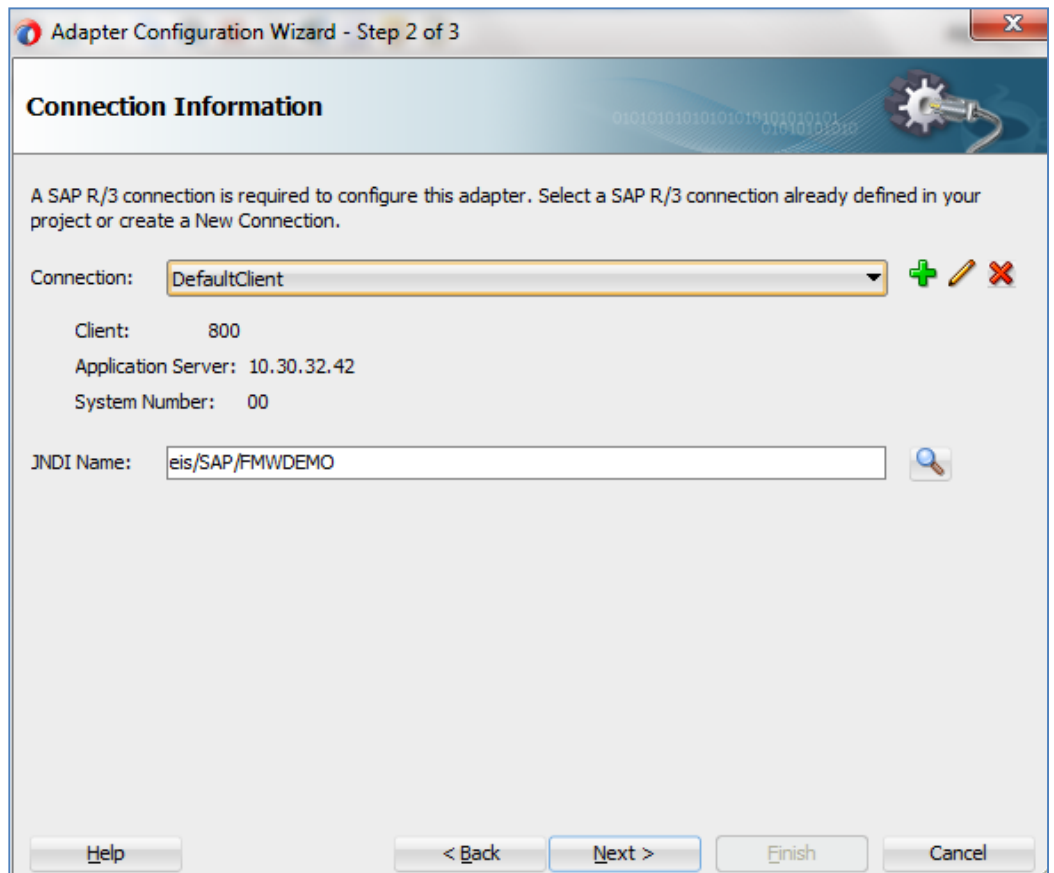 Adapter Configuration Wizard - Step 2 of 3
Connection Information
A SAP R/3 connection is required to configure this adapter. Select a SAP R/3 connection already defined in your
project or create a New Connection.
Connection: DefaultClient
Client: 800
Application Server: 10.30.32.42
System Number: 00
JNDI Name: eis/SAP/FMWDEMO
Help < Back Next > Finish Cancel